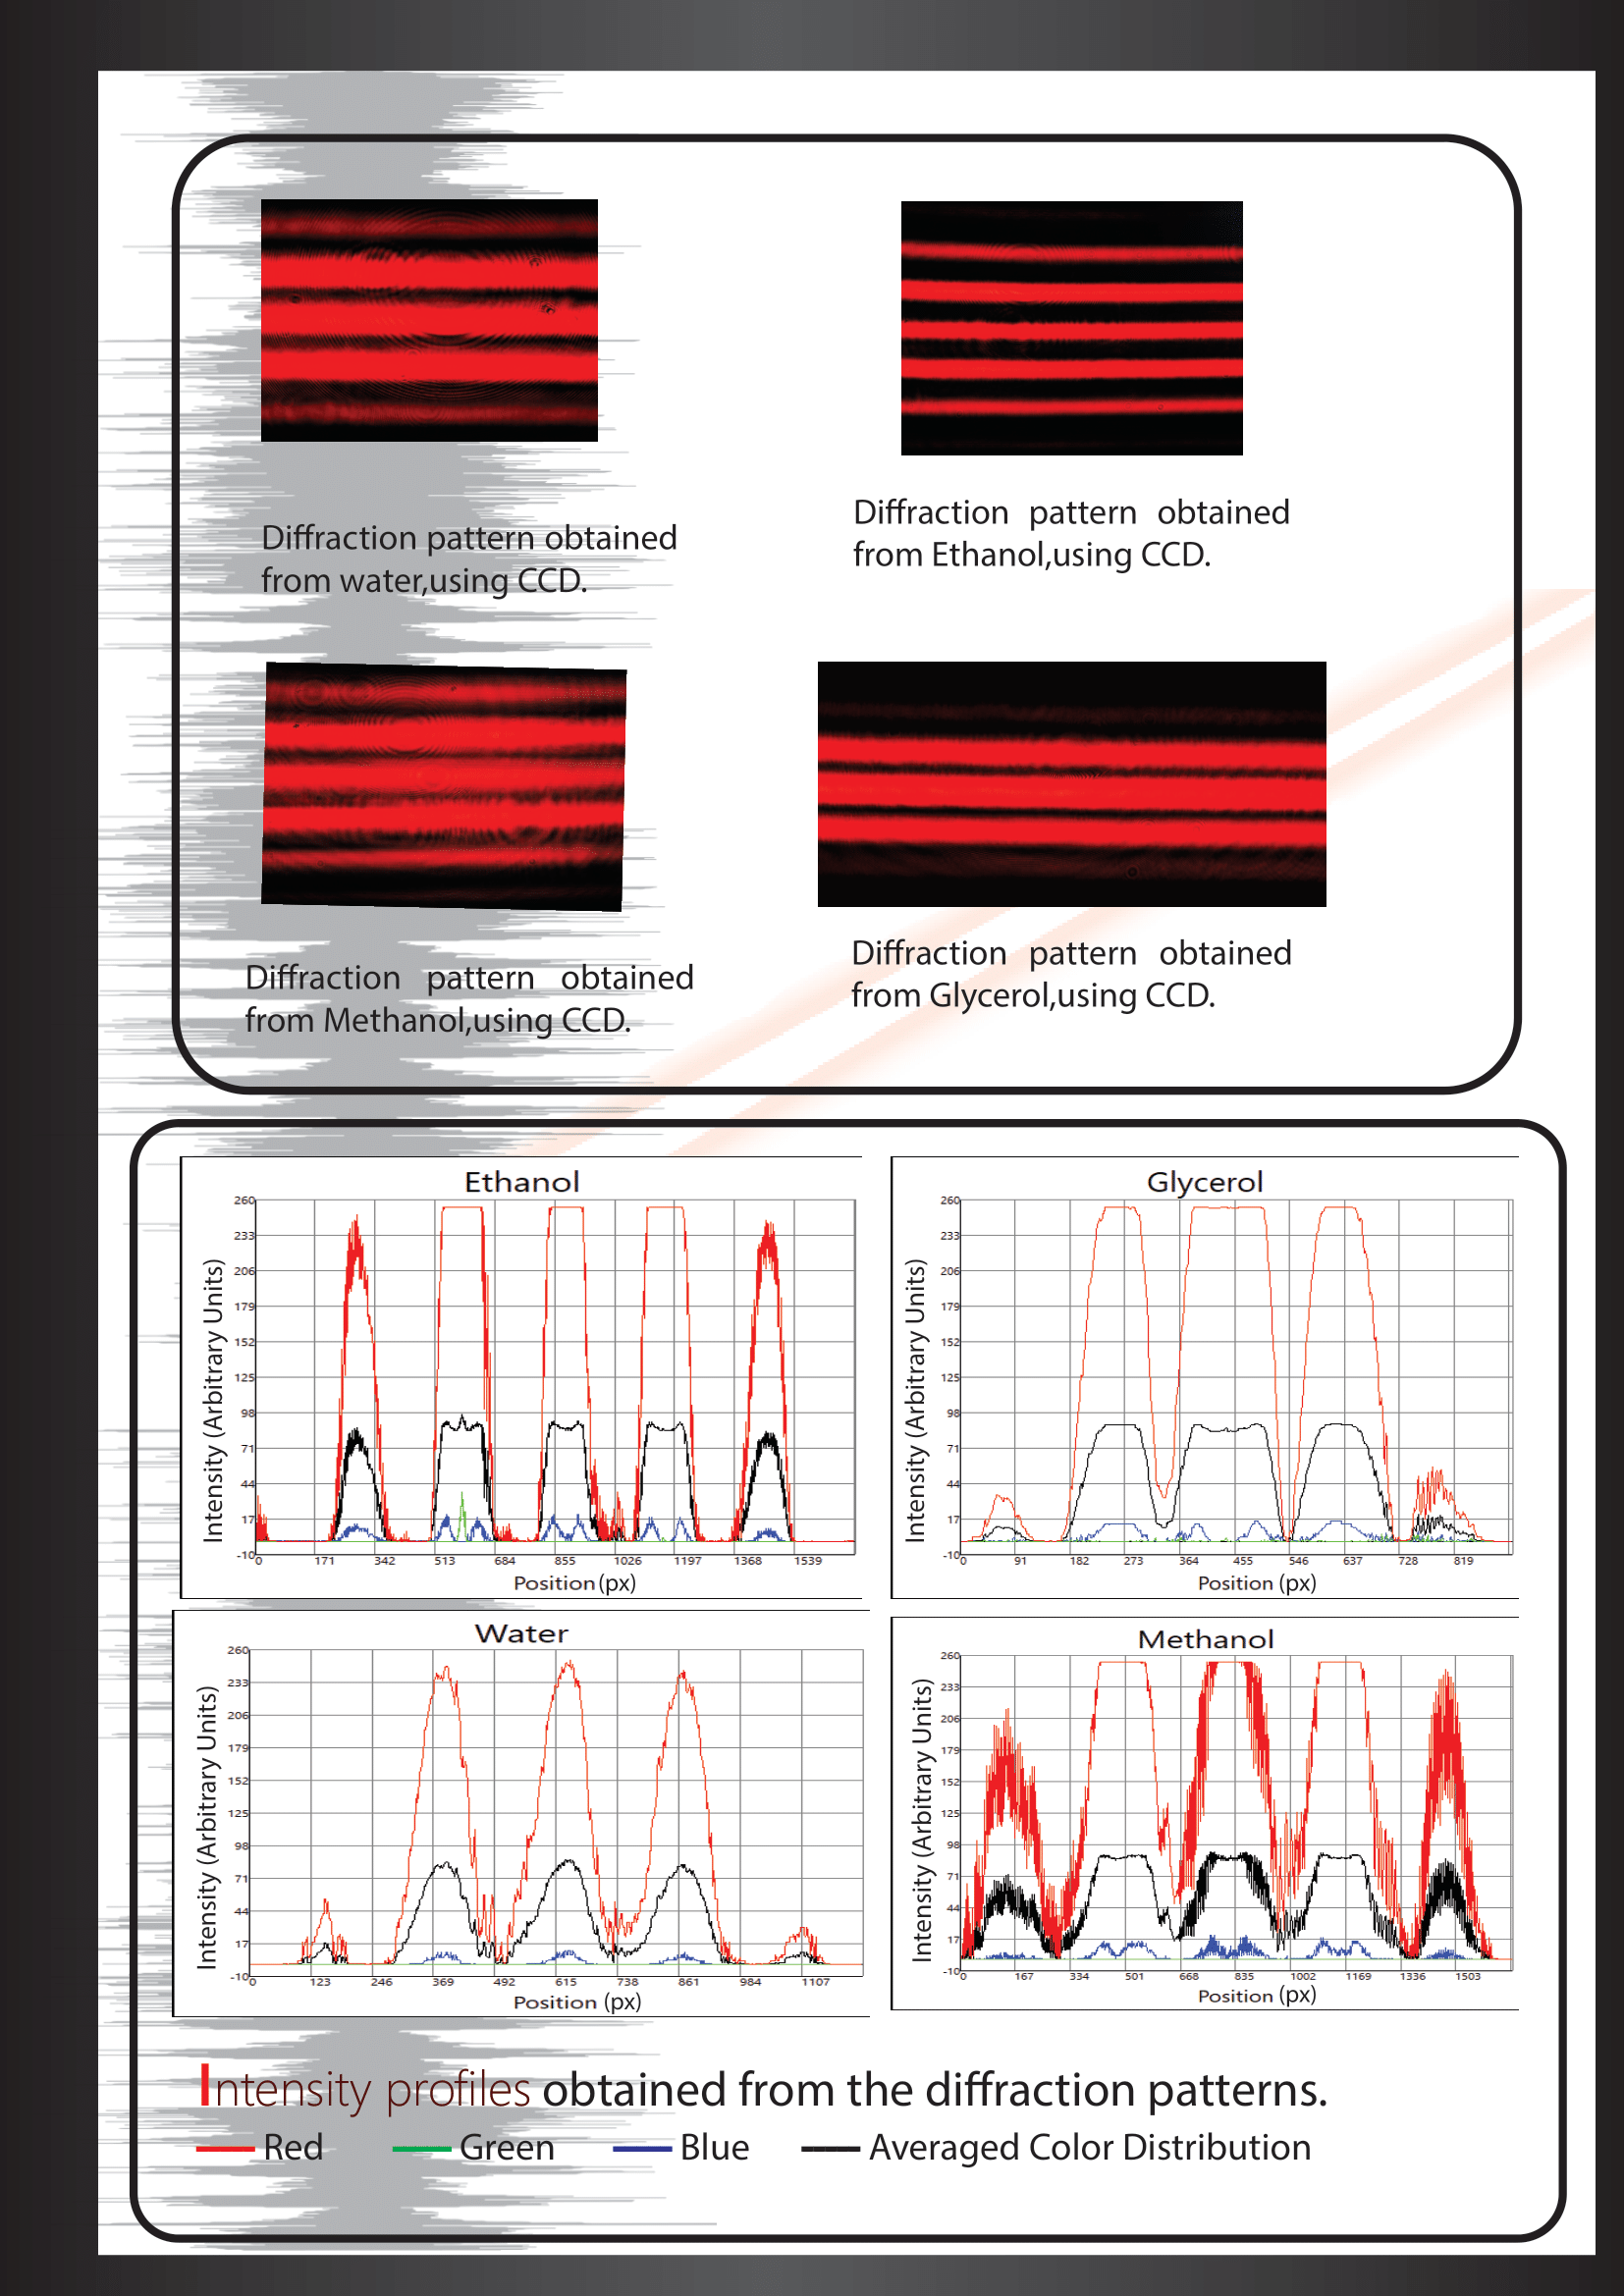 Diffraction pattern obtained
from water,using CCD.
Diffraction pattern obtained
from Ethanol,using CCD.
Diffraction pattern obtained
from Methanol,using CCD.
Diffraction pattern obtained
from Glycerol,using CCD.
Ethanol
Intensity (Arbitrary Units)
260
233
206
179
152
125
98
71
44
17
-10
0 171 342 513 684 855 1026 1197 1368 1539
Position (px)
Glycerol
Intensity (Arbitrary Units)
260
233
206
179
152
125
98
71
44
17
-10
0 91 182 273 364 455 546 637 728 819
Position (px)
Water
Intensity (Arbitrary Units)
260
233
206
179
152
125
98
71
44
17
-10
0 123 246 369 492 615 738 861 984 1107
Position (px)
Methanol
Intensity (Arbitrary Units)
260
233
206
179
152
125
98
71
44
17
-10
0 167 334 501 668 835 1002 1169 1336 1503
Position (px)
Intensity profiles obtained from the diffraction patterns.
Red Green Blue Averaged Color Distribution